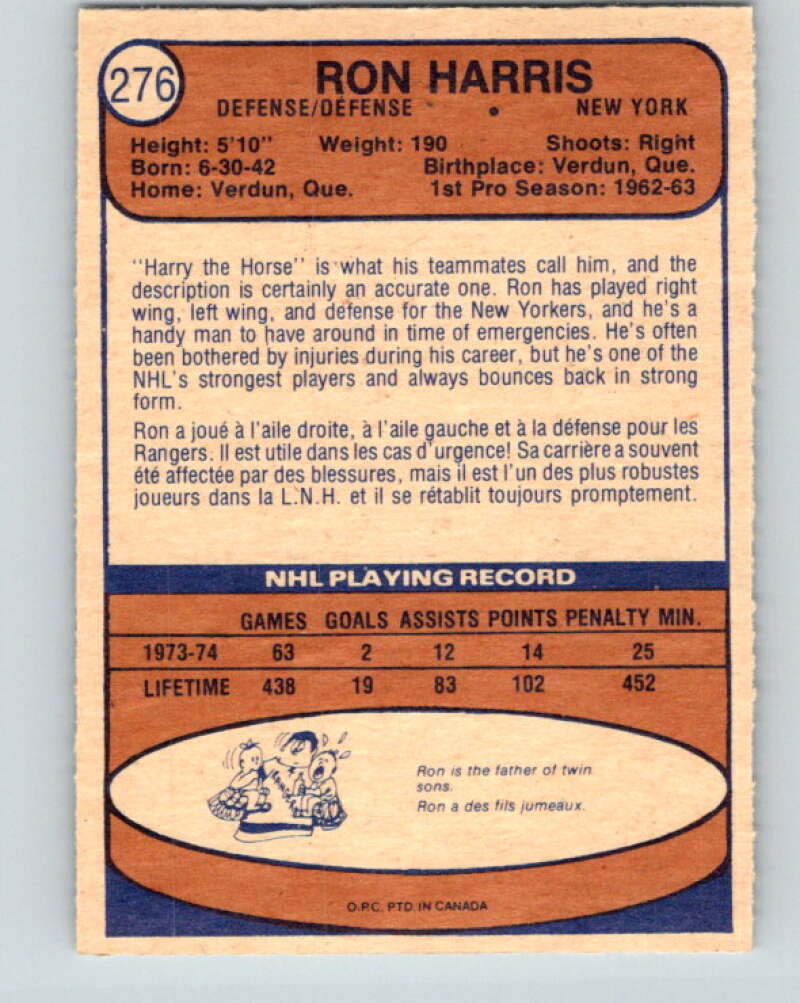 276
RON HARRIS
DEFENSE/DÉFENSE • NEW YORK
Height: 5'10" Weight: 190 Shoots: Right
Born: 6-30-42 Birthplace: Verdun, Que.
Home: Verdun, Que. 1st Pro Season: 1962-63
"Harry the Horse" is what his teammates call him, and the
description is certainly an accurate one. Ron has played right
wing, left wing, and defense for the New Yorkers, and he's a
handy man to have around in time of emergencies. He's often
been bothered by injuries during his career, but he's one of the
NHL's strongest players and always bounces back in strong
form.
Ron a joué à l'aile droite, à l'aile gauche et à la défense pour les
Rangers. Il est utile dans les cas d'urgence! Sa carrière a souvent
été affectée par des blessures, mais il est l'un des plus robustes
joueurs dans la L.N.H. et il se rétablit toujours promptement.
NHL PLAYING RECORD
GAMES GOALS ASSISTS POINTS PENALTY MIN.
1973-74 63 2 12 14 25
LIFETIME 438 19 83 102 452
Ron is the father of twin
sons.
Ron a des fils jumeaux.
O.P.C. PTD. IN CANADA